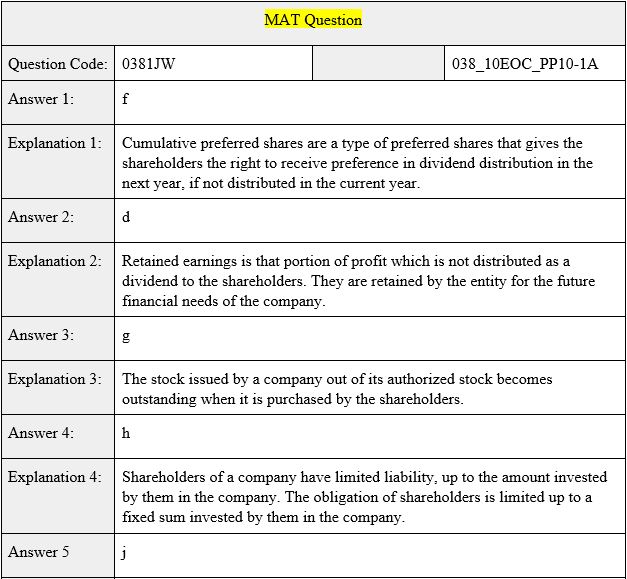 MAT Question
Question Code: 0381JW 038_10EOC_PP10-1A
Answer 1: f
Explanation 1: Cumulative preferred shares are a type of preferred shares that gives the
shareholders the right to receive preference in dividend distribution in the
next year, if not distributed in the current year.
Answer 2: d
Explanation 2: Retained earnings is that portion of profit which is not distributed as a
dividend to the shareholders. They are retained by the entity for the future
financial needs of the company.
Answer 3: g
Explanation 3: The stock issued by a company out of its authorized stock becomes
outstanding when it is purchased by the shareholders.
Answer 4: h
Explanation 4: Shareholders of a company have limited liability, up to the amount invested
by them in the company. The obligation of shareholders is limited up to a
fixed sum invested by them in the company.
Answer 5 j